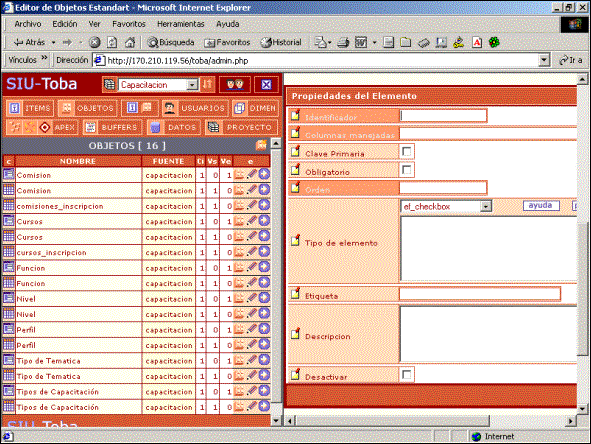 Editor de Objetos Estandart - Microsoft Internet Explorer
Archivo Edición Ver Favoritos Herramientas Ayuda
Atrás Búsqueda Favoritos Historial
Vínculos » Dirección http://170.210.119.56/toba/admin.php Ir a
SIU-Toba Capacitacion
ITEMS OBJETOS USUARIOS DIMEN
APEX BUFFERS DATOS PROYECTO
OBJETOS [ 16 ]
c NOMBRE FUENTE ti Vs Ve e
Comision capacitacion 1 0 1
Comision capacitacion 1 1 0
comisiones_inscripcion capacitacion 1 1 0
Cursos capacitacion 1 0 1
Cursos capacitacion 1 1 0
cursos_inscripcion capacitacion 1 1 0
Funcion capacitacion 1 0 1
Funcion capacitacion 1 1 0
Nivel capacitacion 1 0 1
Nivel capacitacion 1 1 0
Perfil capacitacion 1 0 1
Perfil capacitacion 1 1 0
Tipo de Tematica capacitacion 1 0 1
Tipo de Tematica capacitacion 1 1 0
Tipos de Capacitación capacitacion 1 0 1
Tipos de Capacitación capacitacion 1 1 0
Propiedades del Elemento
Identificador
Columnas manejadas
Clave Primaria
Obligatorio
Orden
ef_checkbox ayuda
Tipo de elemento
Etiqueta
Descripcion
Desactivar
SIU-Toba
Internet